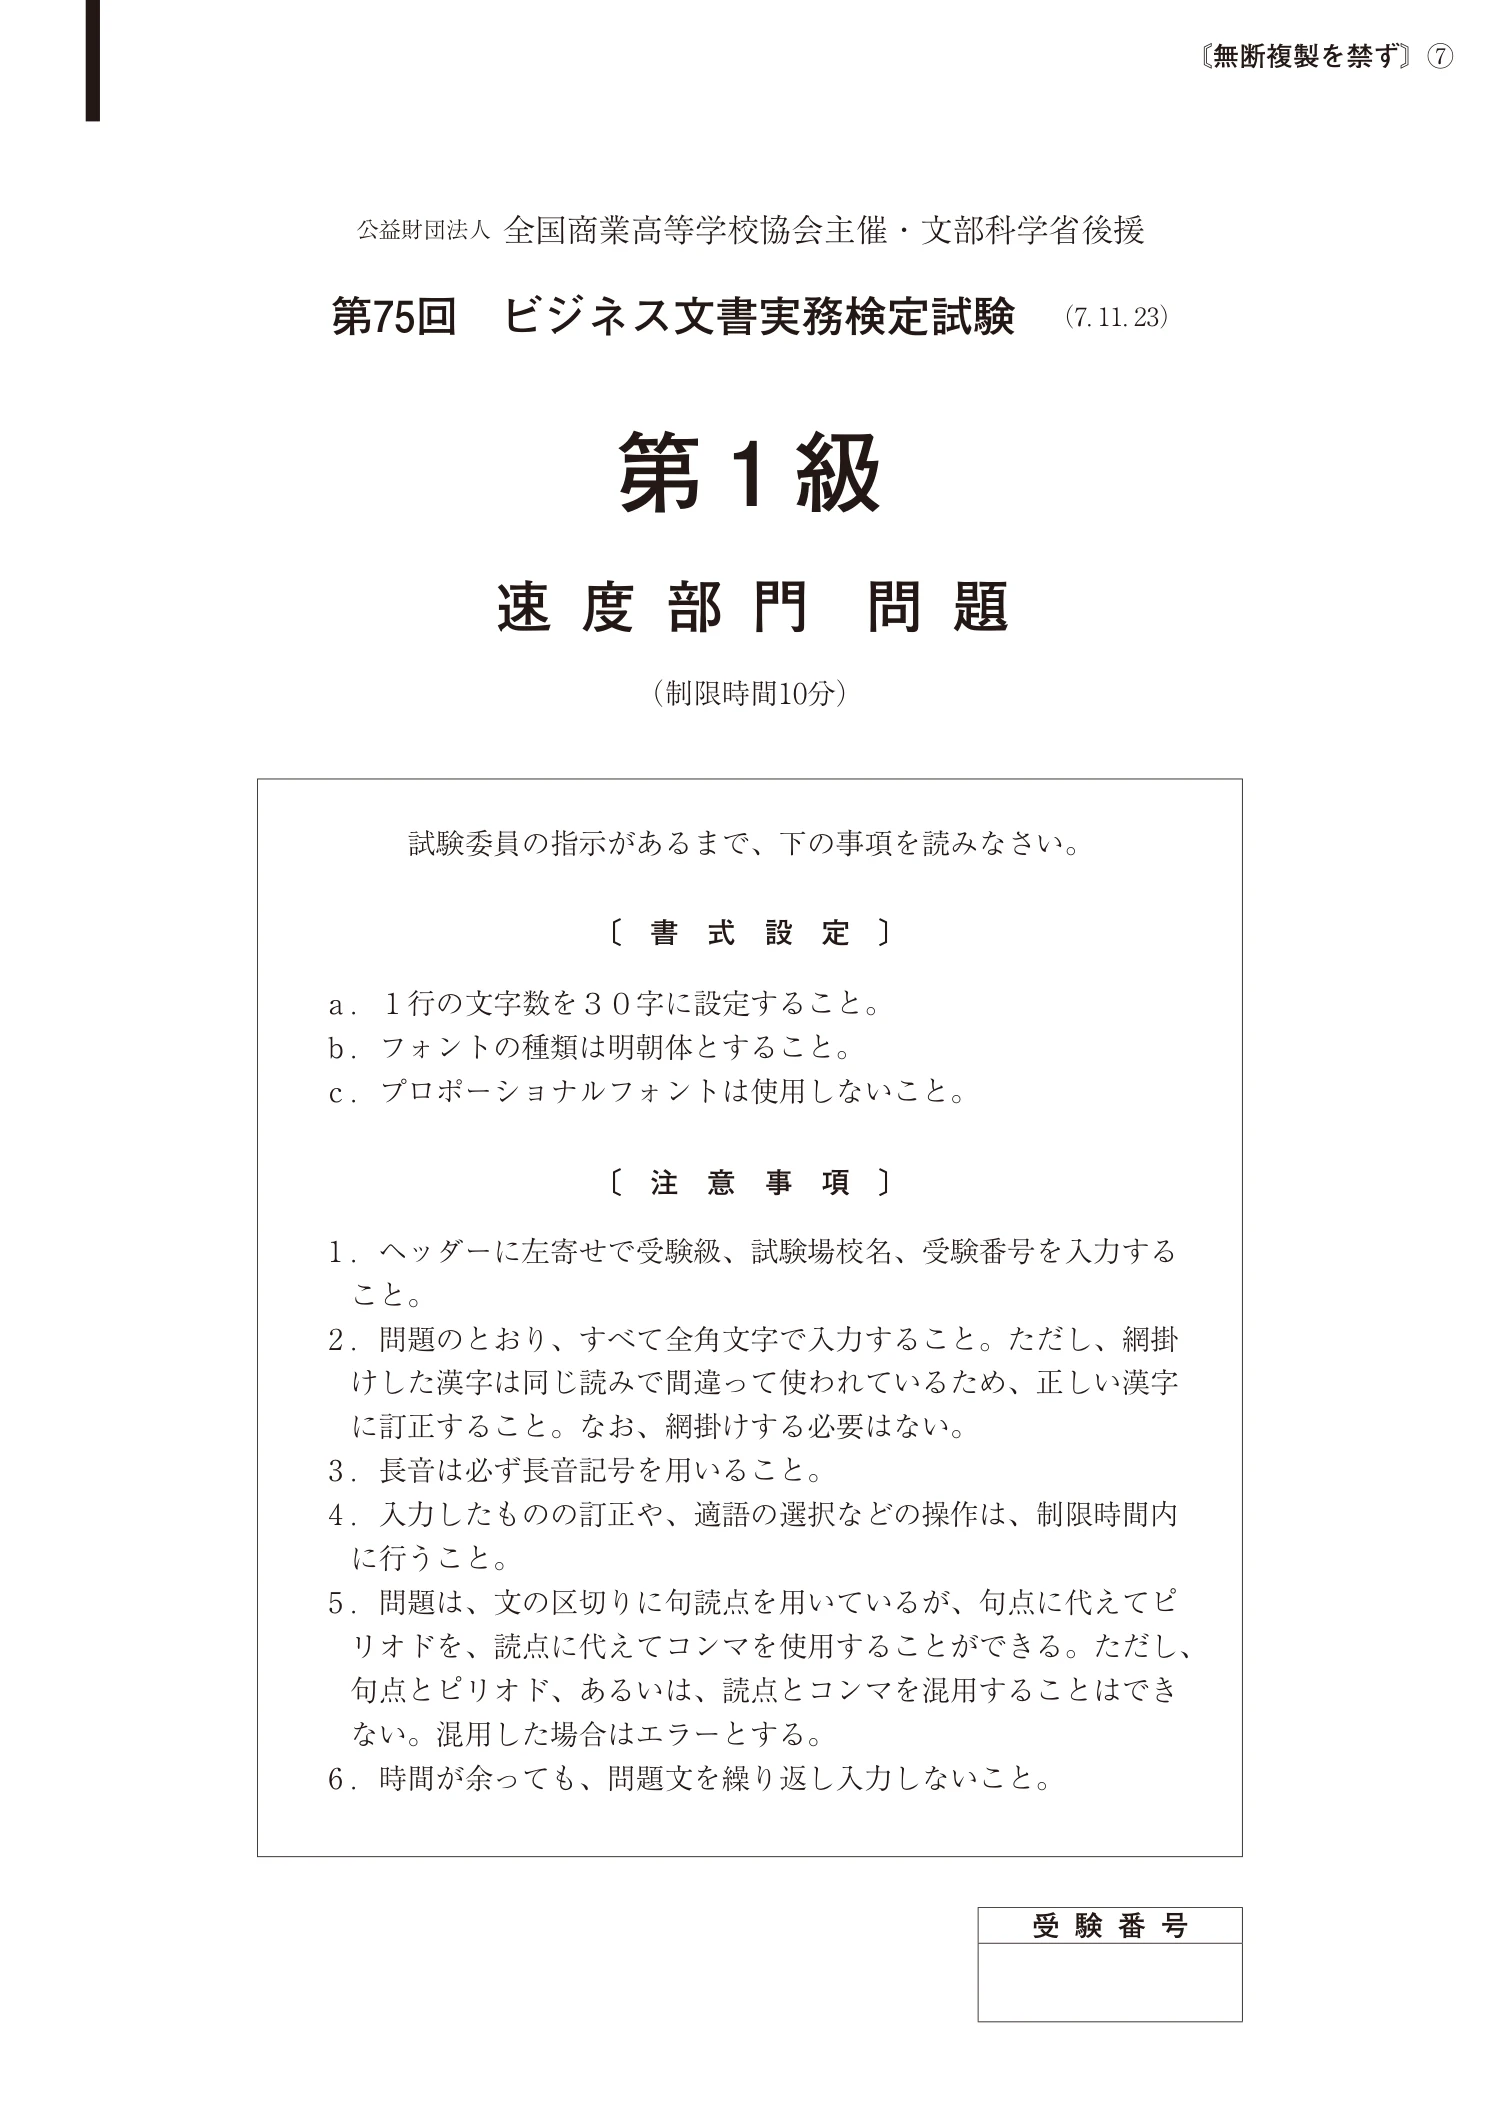 〔無断複製を禁ず〕⑦
公益財団法人 全国商業高等学校協会主催・文部科学省後援
第75回　ビジネス文書実務検定試験　（7. 11. 23）
第１級
速度部門　問題
（制限時間10分）
試験委員の指示があるまで、下の事項を読みなさい。
〔　書　式　設　定　〕
ａ．１行の文字数を３０字に設定すること。
ｂ．フォントの種類は明朝体とすること。
ｃ．プロポーショナルフォントは使用しないこと。
〔　注　意　事　項　〕
１．ヘッダーに左寄せで受験級、試験場校名、受験番号を入力する
こと。
２．問題のとおり、すべて全角文字で入力すること。ただし、網掛
けした漢字は同じ読みで間違って使われているため、正しい漢字
に訂正すること。なお、網掛けする必要はない。
３．長音は必ず長音記号を用いること。
４．入力したものの訂正や、適語の選択などの操作は、制限時間内
に行うこと。
５．問題は、文の区切りに句読点を用いているが、句点に代えてピ
リオドを、読点に代えてコンマを使用することができる。ただし、
句点とピリオド、あるいは、読点とコンマを混用することはでき
ない。混用した場合はエラーとする。
６．時間が余っても、問題文を繰り返し入力しないこと。
受験番号